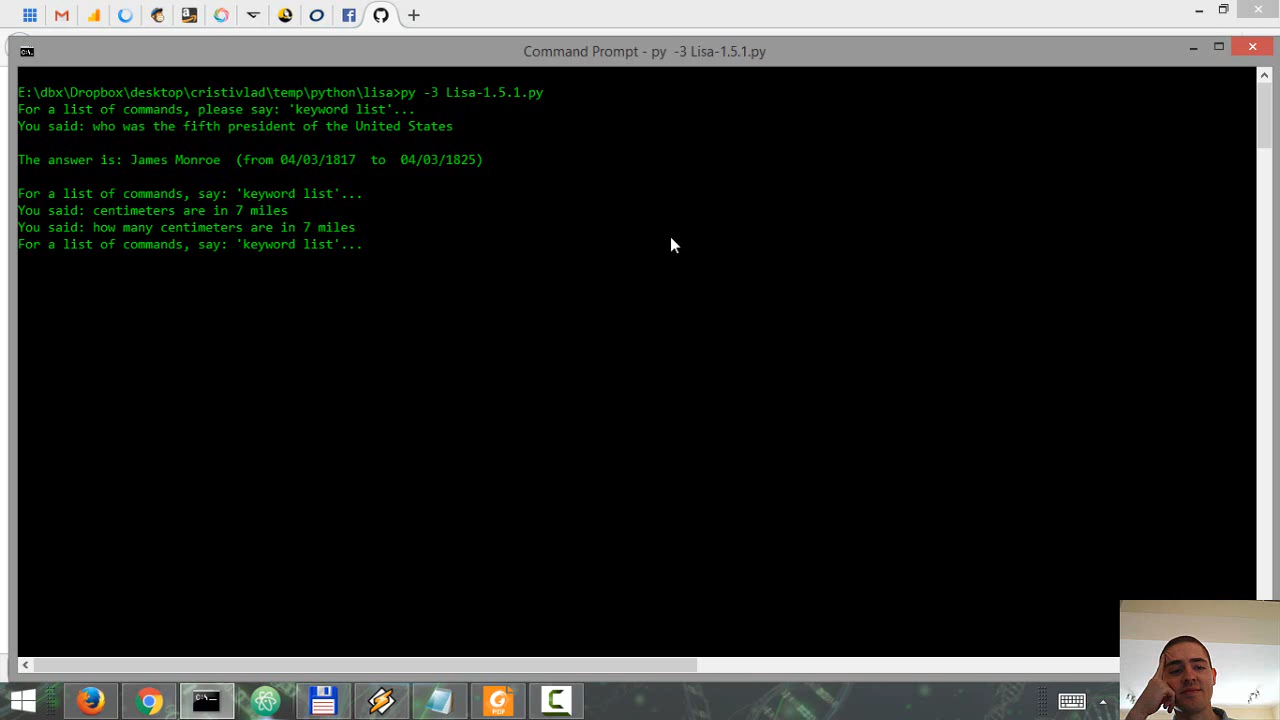 Command Prompt - py  -3 Lisa-1.5.1.py
E:\dbx\Dropbox\desktop\cristivlad\temp\python\lisa>py -3 Lisa-1.5.1.py
For a list of commands, please say: 'keyword list'...
You said: who was the fifth president of the United States
The answer is: James Monroe  (from 04/03/1817  to  04/03/1825)
For a list of commands, say: 'keyword list'...
You said: centimeters are in 7 miles
You said: how many centimeters are in 7 miles
For a list of commands, say: 'keyword list'...